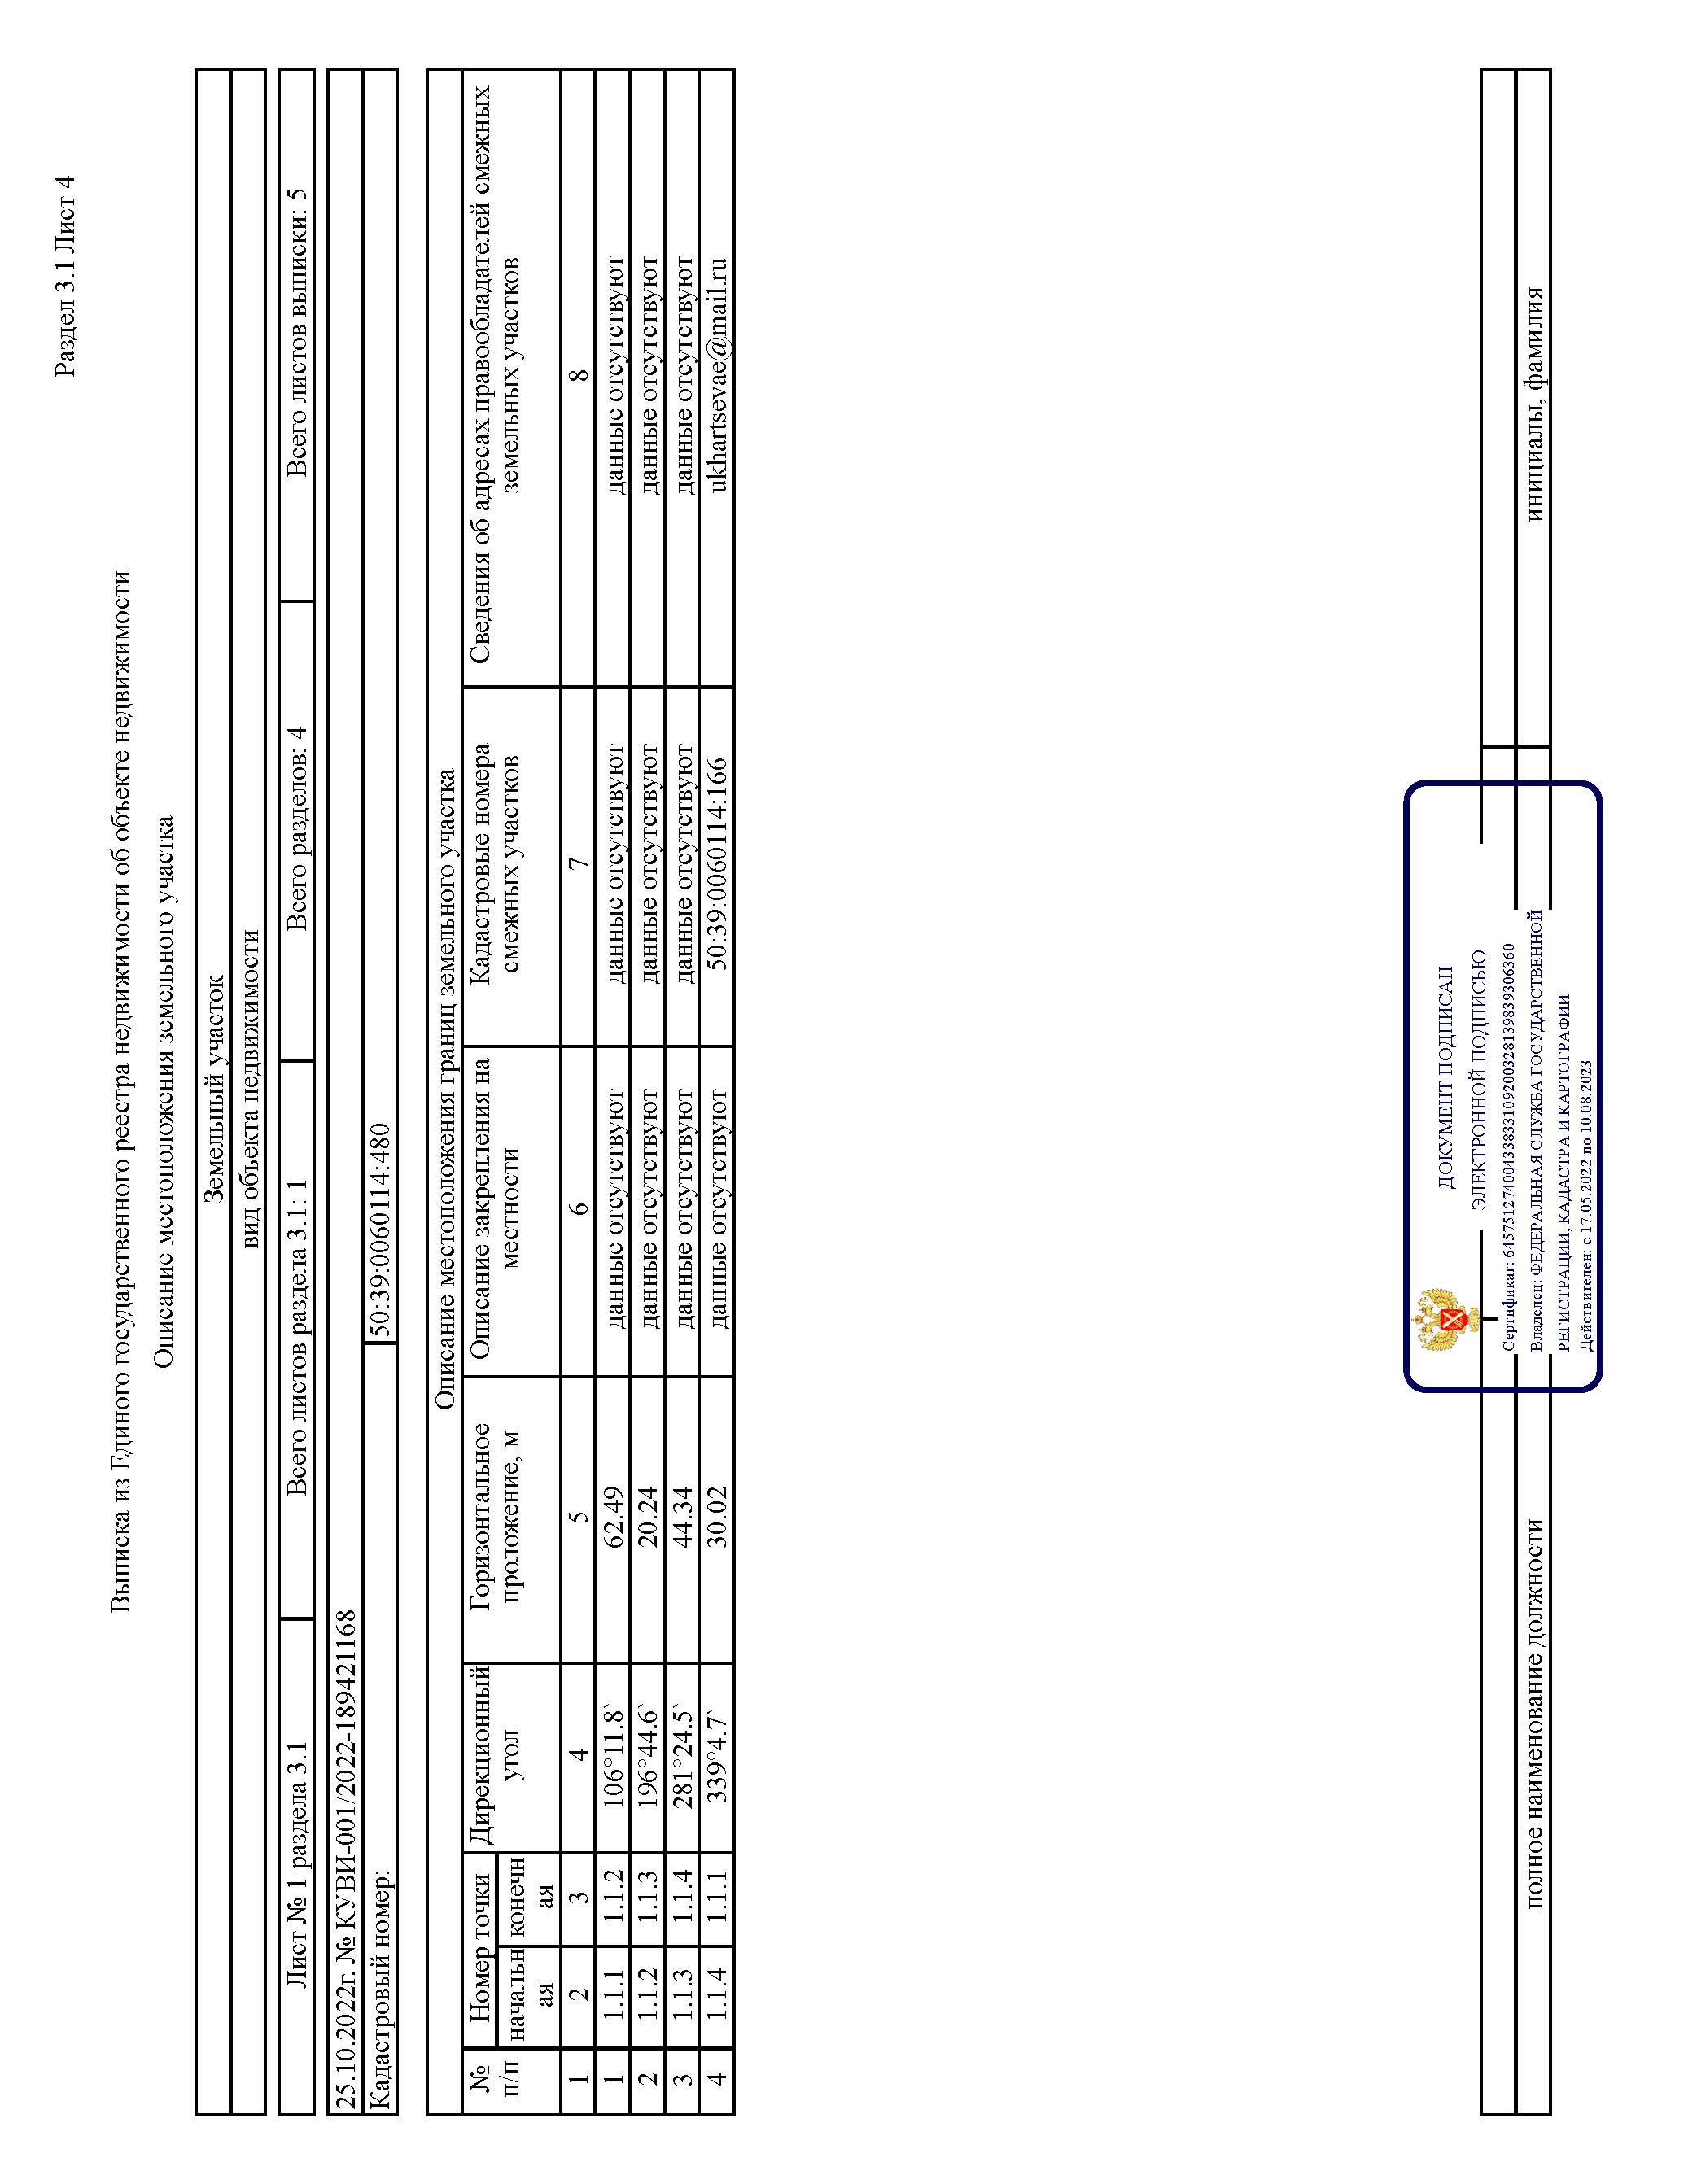 Раздел 3.1 Лист 4
Выписка из Единого государственного реестра недвижимости об объекте недвижимости
Описание местоположения земельного участка
Земельный участок
вид объекта недвижимости
Лист № 1 раздела 3.1 Всего листов раздела 3.1: 1 Всего разделов: 4 Всего листов выписки: 5
25.10.2022г. № КУВИ-001/2022-189421168
Кадастровый номер: 50:39:0060114:480
Описание местоположения границ земельного участка
№ п/п Номер точки Дирекционный угол Горизонтальное проложение, м Описание закрепления на местности Кадастровые номера смежных участков Сведения об адресах правообладателей смежных земельных участков
начальная конечная
1 2 3 4 5 6 7 8
1 1.1.1 1.1.2 106°11.8` 62.49 данные отсутствуют данные отсутствуют данные отсутствуют
2 1.1.2 1.1.3 196°44.6` 20.24 данные отсутствуют данные отсутствуют данные отсутствуют
3 1.1.3 1.1.4 281°24.5` 44.34 данные отсутствуют данные отсутствуют данные отсутствуют
4 1.1.4 1.1.1 339°4.7` 30.02 данные отсутствуют 50:39:0060114:166 ukhartsevae@mail.ru
ДОКУМЕНТ ПОДПИСАН
ЭЛЕКТРОННОЙ ПОДПИСЬЮ
Сертификат: 64575127400433833109200328139839306360
Владелец: ФЕДЕРАЛЬНАЯ СЛУЖБА ГОСУДАРСТВЕННОЙ
РЕГИСТРАЦИИ, КАДАСТРА И КАРТОГРАФИИ
Действителен: с 17.05.2022 по 10.08.2023
полное наименование должности
инициалы, фамилия